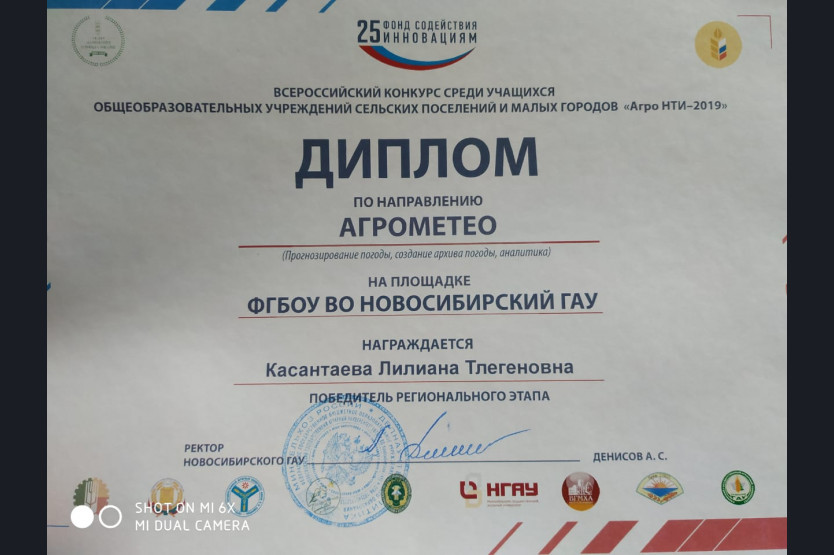 25 ФОНД СОДЕЙСТВИЯ
ИННОВАЦИЯМ
ВСЕРОССИЙСКИЙ КОНКУРС СРЕДИ УЧАЩИХСЯ
ОБЩЕОБРАЗОВАТЕЛЬНЫХ УЧРЕЖДЕНИЙ СЕЛЬСКИХ ПОСЕЛЕНИЙ И МАЛЫХ ГОРОДОВ «Агро НТИ–2019»
ДИПЛОМ
ПО НАПРАВЛЕНИЮ
АГРОМЕТЕО
(Прогнозирование погоды, создание архива погоды, аналитика)
НА ПЛОЩАДКЕ
ФГБОУ ВО НОВОСИБИРСКИЙ ГАУ
НАГРАЖДАЕТСЯ
Касантаева Лилиана Тлегеновна
ПОБЕДИТЕЛЬ РЕГИОНАЛЬНОГО ЭТАПА
РЕКТОР
НОВОСИБИРСКОГО ГАУ
ДЕНИСОВ А. С.
НГАУ
SHOT ON MI 6X
MI DUAL CAMERA